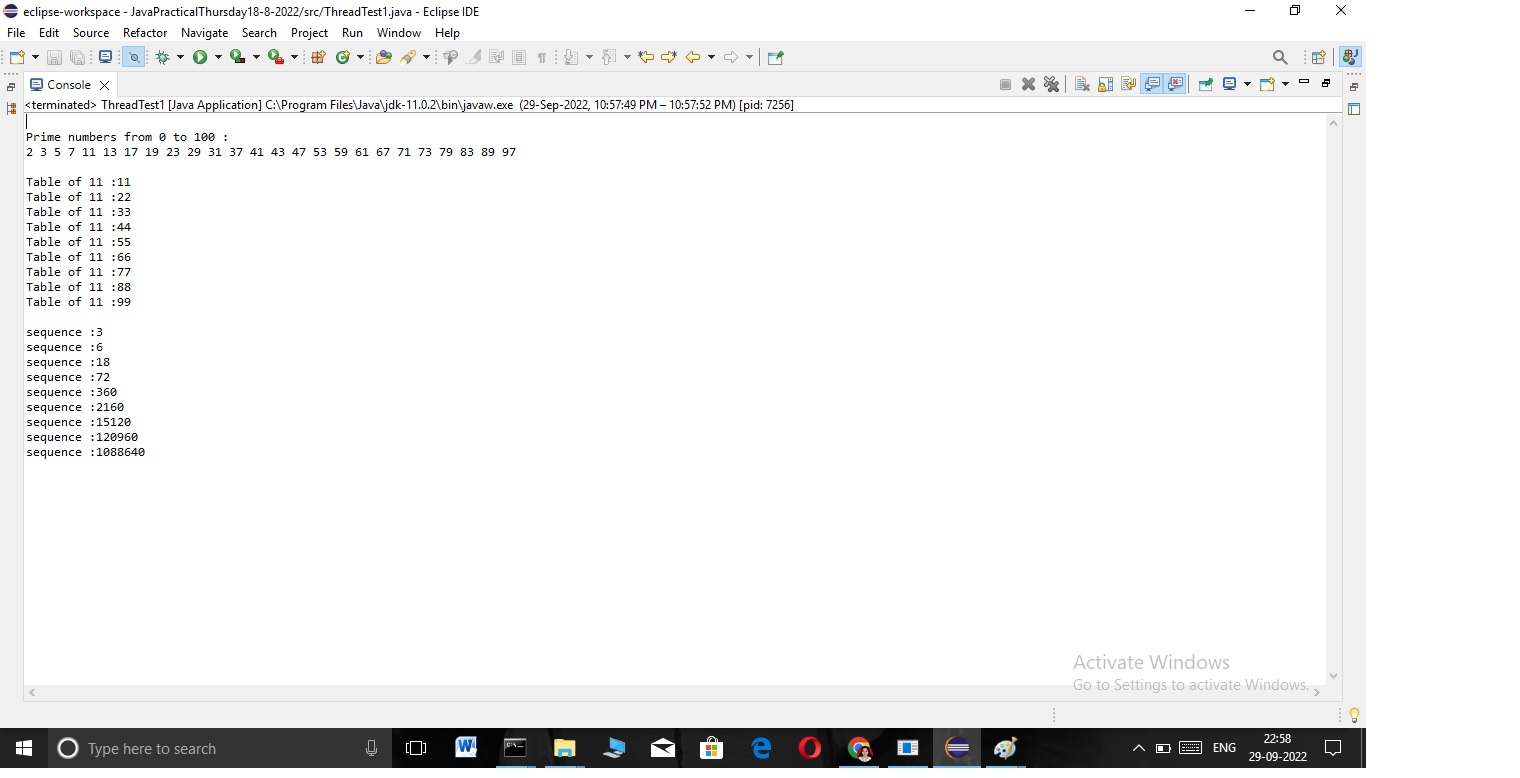 eclipse-workspace - JavaPracticalThursday18-8-2022/src/ThreadTest1.java - Eclipse IDE
File Edit Source Refactor Navigate Search Project Run Window Help
Console
<terminated> ThreadTest1 [Java Application] C:\Program Files\Java\jdk-11.0.2\bin\javaw.exe (29-Sep-2022, 10:57:49 PM – 10:57:52 PM) [pid: 7256]
Prime numbers from 0 to 100 :
2 3 5 7 11 13 17 19 23 29 31 37 41 43 47 53 59 61 67 71 73 79 83 89 97
Table of 11 :11
Table of 11 :22
Table of 11 :33
Table of 11 :44
Table of 11 :55
Table of 11 :66
Table of 11 :77
Table of 11 :88
Table of 11 :99
sequence :3
sequence :6
sequence :18
sequence :72
sequence :360
sequence :2160
sequence :15120
sequence :120960
sequence :1088640
Activate Windows
Go to Settings to activate Windows.
Type here to search
ENG
22:58
29-09-2022